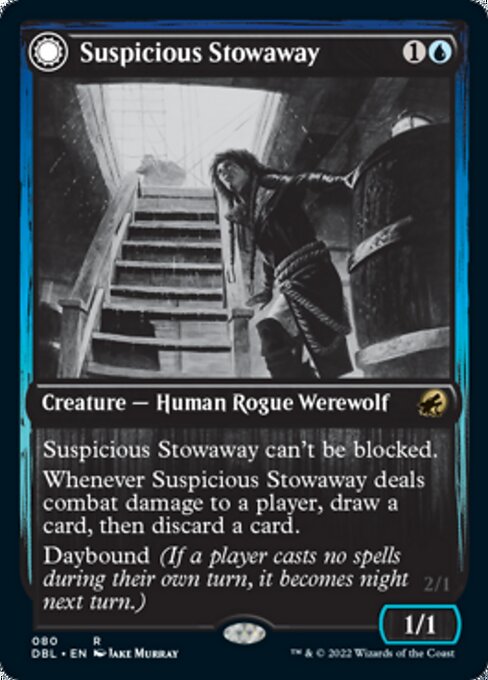 Suspicious Stowaway 1
Creature — Human Rogue Werewolf
Suspicious Stowaway can't be blocked.
Whenever Suspicious Stowaway deals
combat damage to a player, draw a
card, then discard a card.
Daybound (If a player casts no spells
during their own turn, it becomes night
next turn.)
2/1
1/1
080 R
DBL • EN Jake Murray
™ & © 2022 Wizards of the Coast